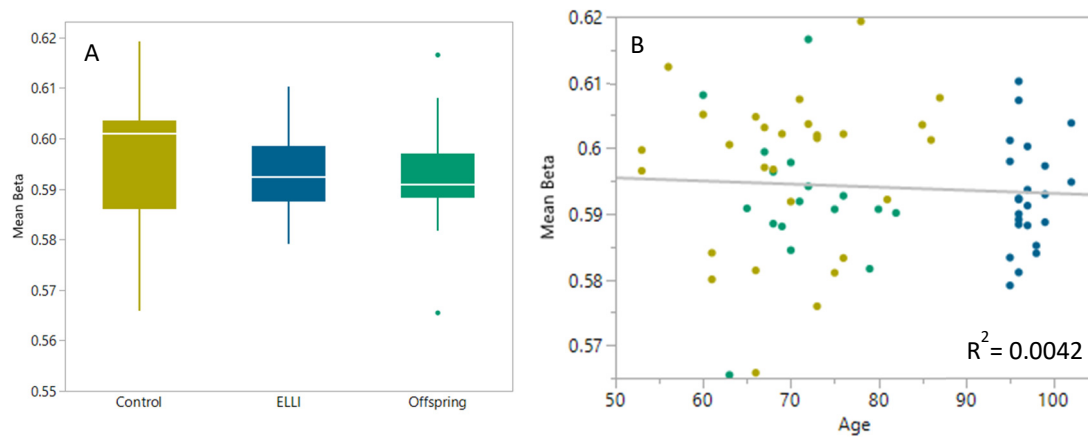 A
Mean Beta
0.62
0.61
0.60
0.59
0.58
0.57
0.56
0.55
Control ELLI Offspring
B
Mean Beta
0.62
0.61
0.6
0.59
0.58
0.57
R2= 0.0042
50 60 70 80 90 100
Age